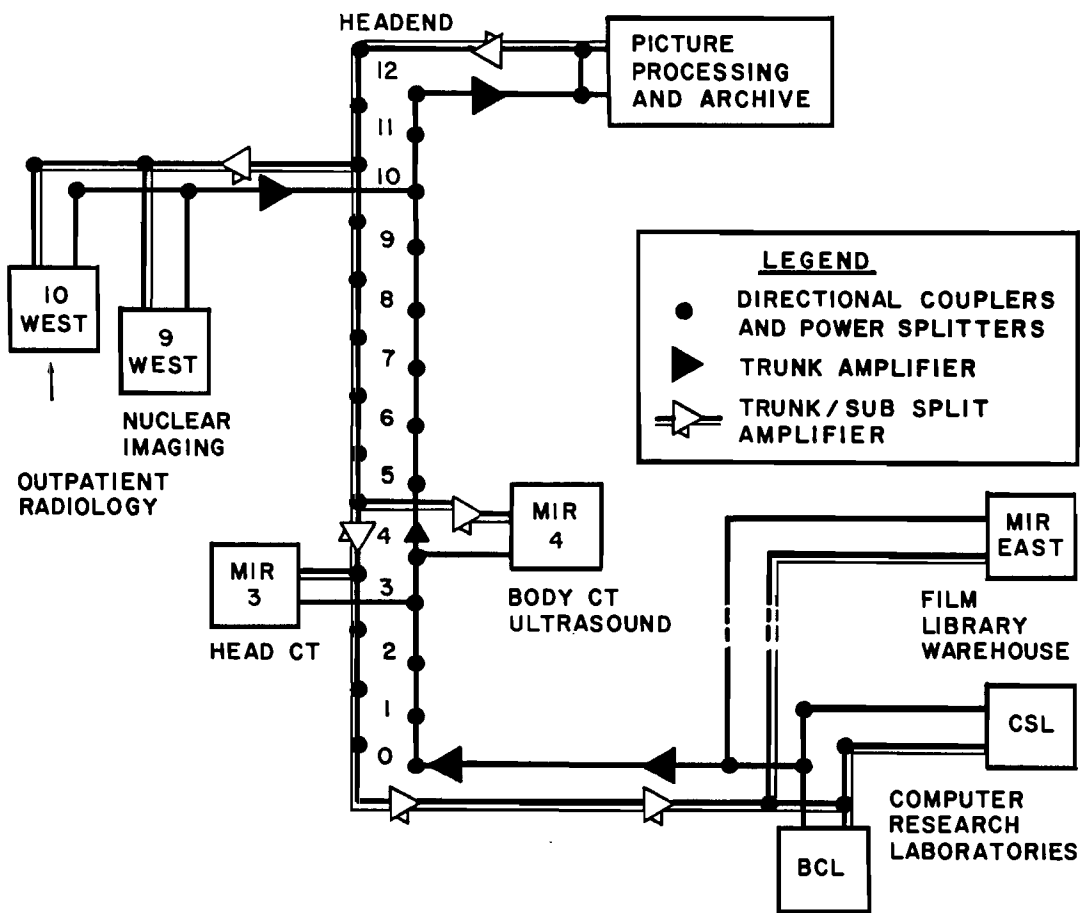 HEADEND
PICTURE
PROCESSING
AND ARCHIVE
12
11
10
9
8
7
6
5
4
3
2
1
0
10
WEST
9
WEST
NUCLEAR
IMAGING
OUTPATIENT
RADIOLOGY
LEGEND
DIRECTIONAL COUPLERS
AND POWER SPLITTERS
TRUNK AMPLIFIER
TRUNK/SUB SPLIT
AMPLIFIER
MIR
4
BODY CT
ULTRASOUND
MIR
3
HEAD CT
MIR
EAST
FILM
LIBRARY
WAREHOUSE
CSL
COMPUTER
RESEARCH
LABORATORIES
BCL